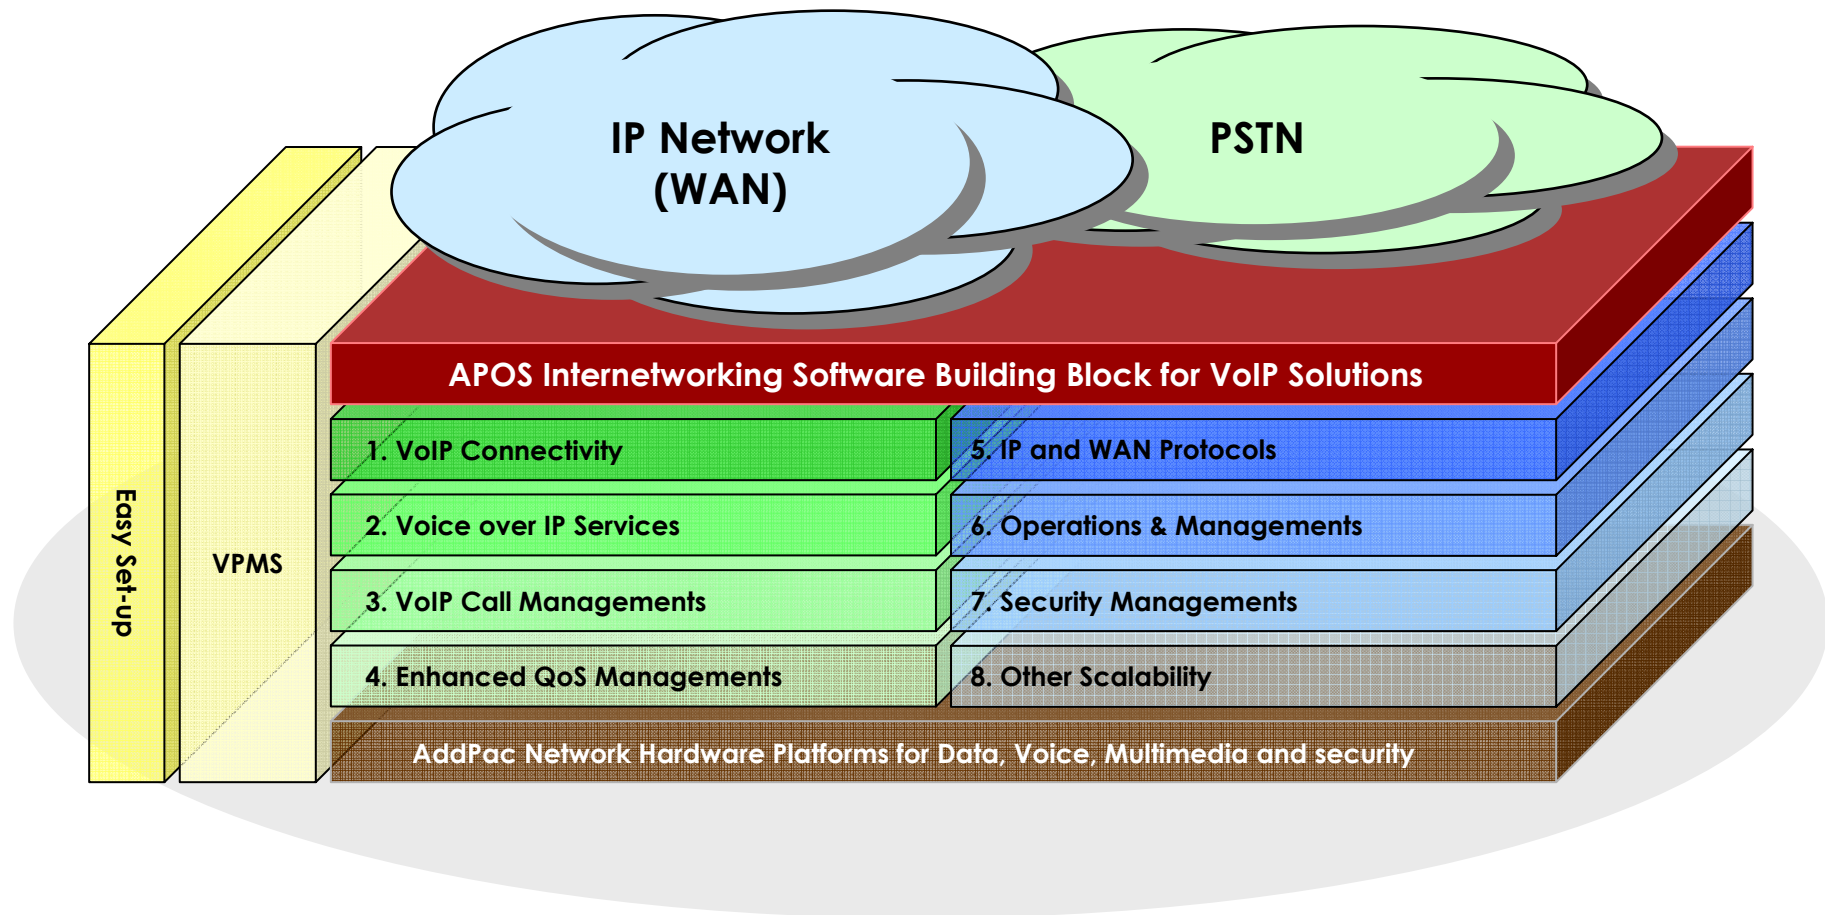 IP Network
(WAN)
PSTN
APOS Internetworking Software Building Block for VoIP Solutions
1. VoIP Connectivity
5. IP and WAN Protocols
2. Voice over IP Services
6. Operations & Managements
3. VoIP Call Managements
7. Security Managements
4. Enhanced QoS Managements
8. Other Scalability
AddPac Network Hardware Platforms for Data, Voice, Multimedia and security
Easy Set-up
VPMS